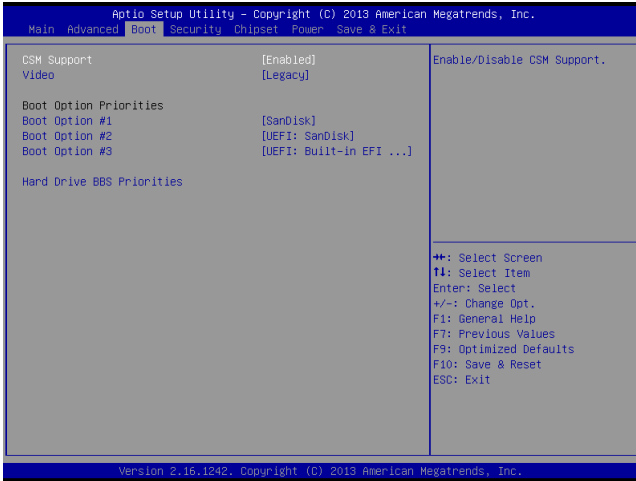 Aptio Setup Utility – Copyright (C) 2013 American Megatrends, Inc.
Main Advanced Boot Security Chipset Power Save & Exit
CSM Support [Enabled]
Video [Legacy]
Boot Option Priorities
Boot Option #1 [SanDisk]
Boot Option #2 [UEFI: SanDisk]
Boot Option #3 [UEFI: Built-in EFI ...]
Hard Drive BBS Priorities
Enable/Disable CSM Support.
→←: Select Screen
↑↓: Select Item
Enter: Select
+/-: Change Opt.
F1: General Help
F7: Previous Values
F9: Optimized Defaults
F10: Save & Reset
ESC: Exit
Version 2.16.1242. Copyright (C) 2013 American Megatrends, Inc.